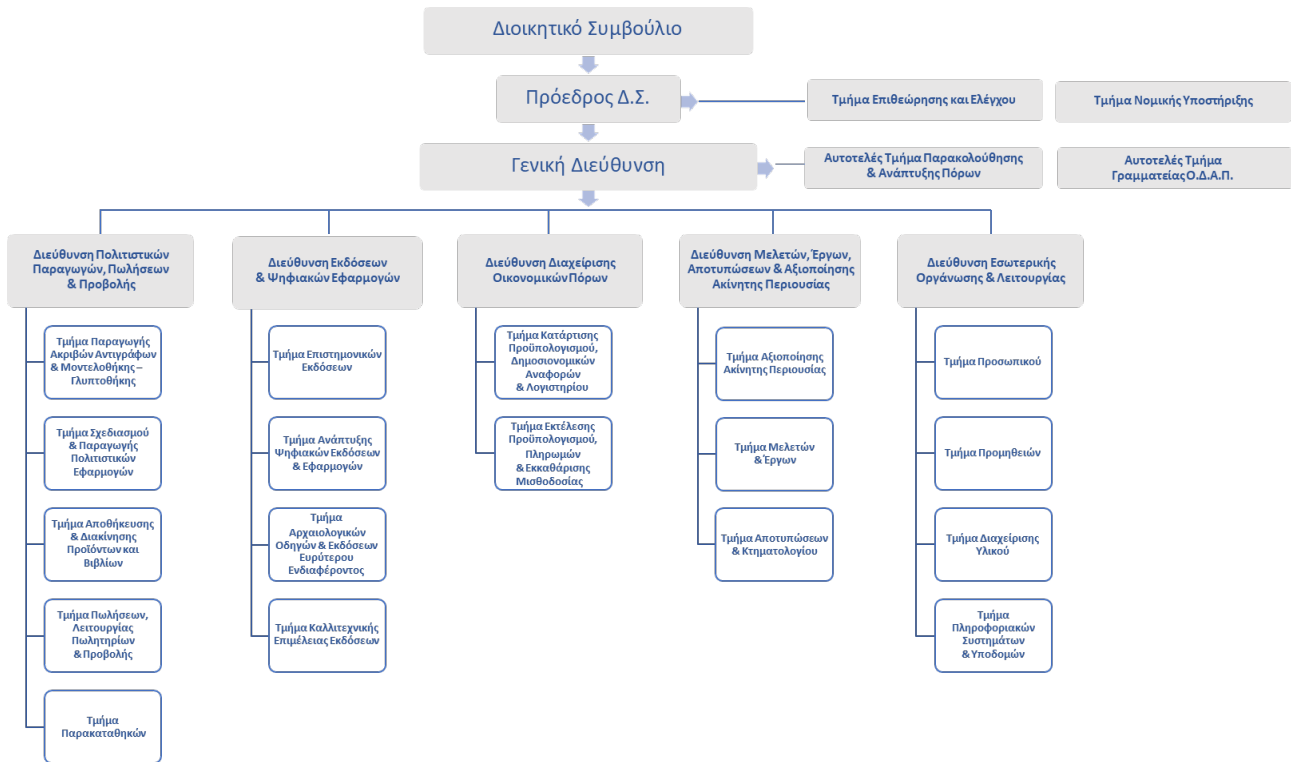 Διοικητικό Συμβούλιο
Πρόεδρος Δ.Σ.
Τμήμα Επιθεώρησης και Ελέγχου
Τμήμα Νομικής Υποστήριξης
Γενική Διεύθυνση
Αυτοτελές Τμήμα Παρακολούθησης
& Ανάπτυξης Πόρων
Αυτοτελές Τμήμα
Γραμματείας Ο.Δ.Α.Π.
Διεύθυνση Πολιτιστικών
Παραγωγών, Πωλήσεων
& Προβολής
Τμήμα Παραγωγής
Ακριβών Αντιγράφων
& Μοντελοθήκης –
Γλυπτοθήκης
Τμήμα Σχεδιασμού
& Παραγωγής
Πολιτιστικών
Εφαρμογών
Τμήμα Αποθήκευσης
& Διακίνησης
Προϊόντων και
Βιβλίων
Τμήμα Πωλήσεων,
Λειτουργίας
Πωλητηρίων
& Προβολής
Τμήμα
Παρακαταθηκών
Διεύθυνση Εκδόσεων
& Ψηφιακών Εφαρμογών
Τμήμα Επιστημονικών
Εκδόσεων
Τμήμα Ανάπτυξης
Ψηφιακών Εκδόσεων
& Εφαρμογών
Τμήμα
Αρχαιολογικών
Οδηγών & Εκδόσεων
Ευρύτερου
Ενδιαφέροντος
Τμήμα Καλλιτεχνικής
Επιμέλειας Εκδόσεων
Διεύθυνση Διαχείρισης
Οικονομικών Πόρων
Τμήμα Κατάρτισης
Προϋπολογισμού,
Δημοσιονομικών
Αναφορών
& Λογιστηρίου
Τμήμα Εκτέλεσης
Προϋπολογισμού,
Πληρωμών
& Εκκαθάρισης
Μισθοδοσίας
Διεύθυνση Μελετών, Έργων,
Αποτυπώσεων & Αξιοποίησης
Ακίνητης Περιουσίας
Τμήμα Αξιοποίησης
Ακίνητης Περιουσίας
Τμήμα Μελετών
& Έργων
Τμήμα Αποτυπώσεων
& Κτηματολογίου
Διεύθυνση Εσωτερικής
Οργάνωσης & Λειτουργίας
Τμήμα Προσωπικού
Τμήμα Προμηθειών
Τμήμα Διαχείρισης
Υλικού
Τμήμα
Πληροφοριακών
Συστημάτων
& Υποδομών